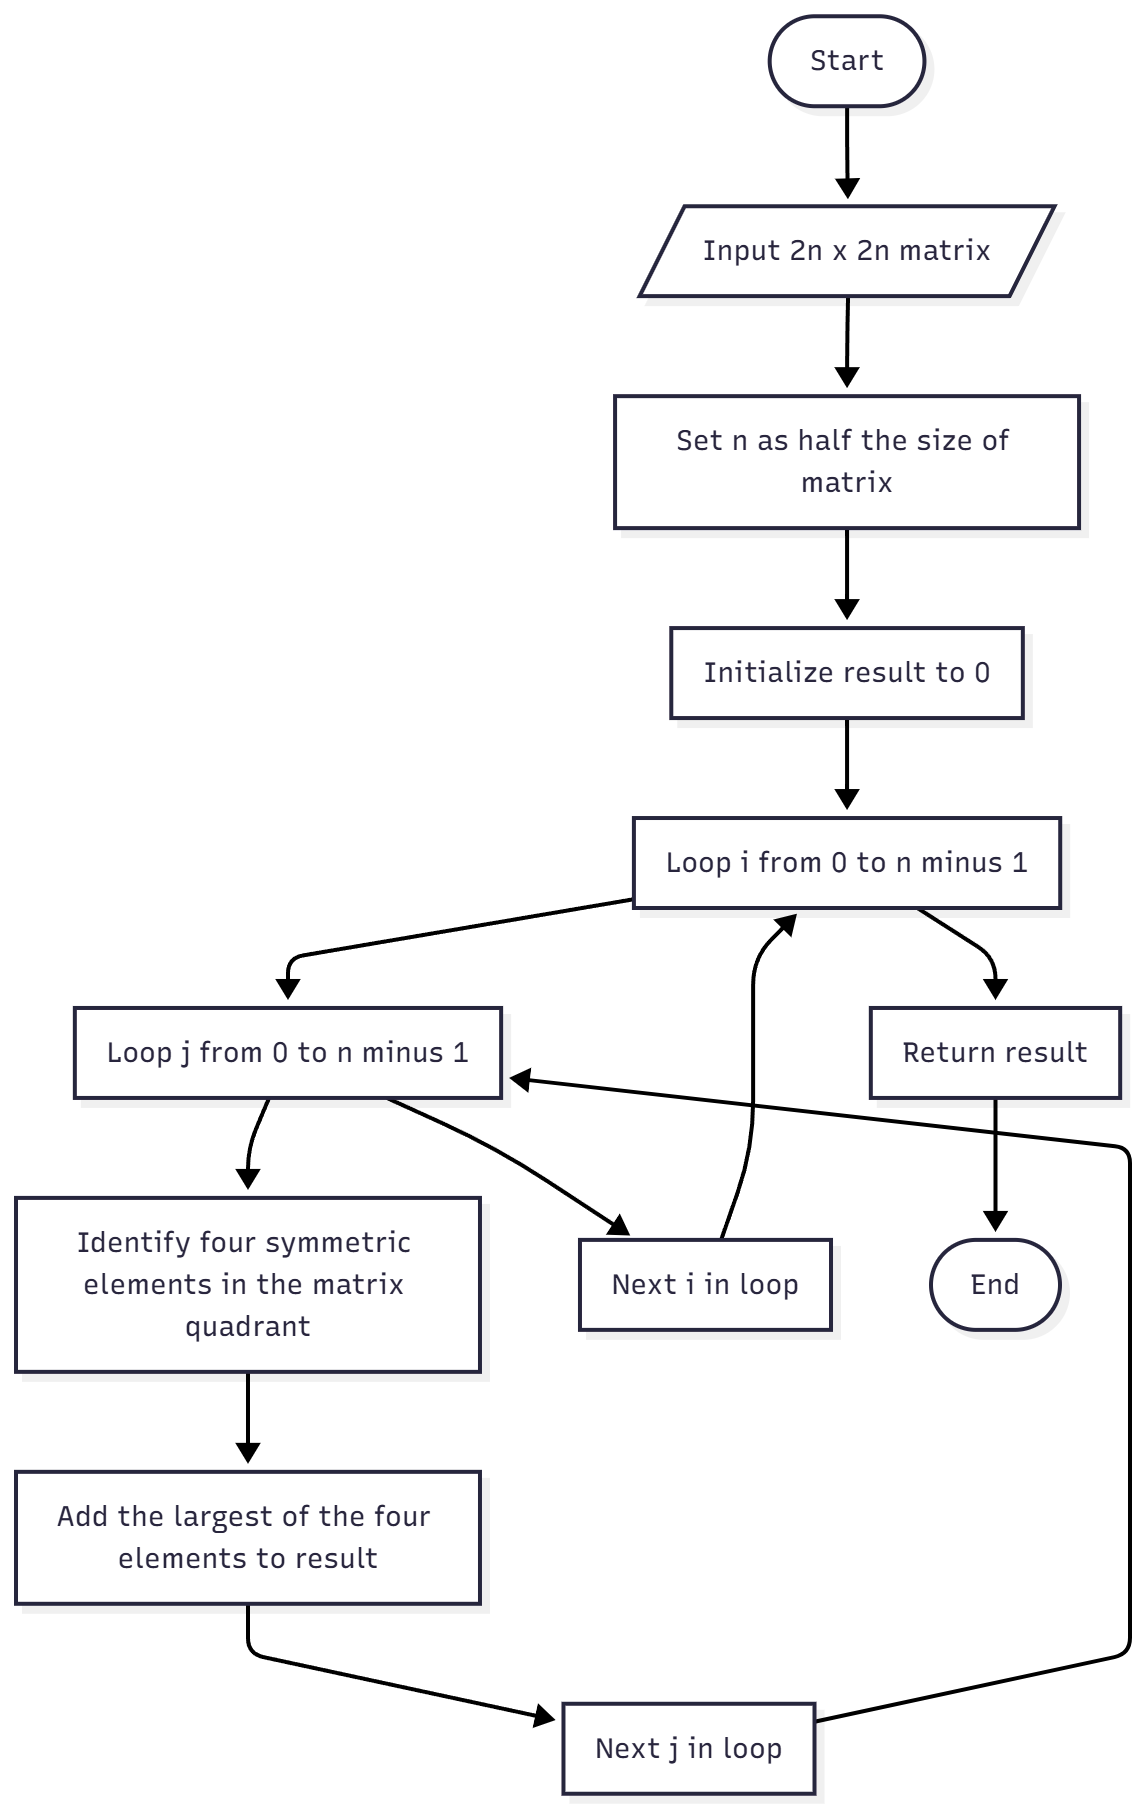 Start
Input 2n x 2n matrix
Set n as half the size of
matrix
Initialize result to 0
Loop i from 0 to n minus 1
Loop j from 0 to n minus 1
Return result
Identify four symmetric
elements in the matrix
quadrant
Next i in loop
End
Add the largest of the four
elements to result
Next j in loop